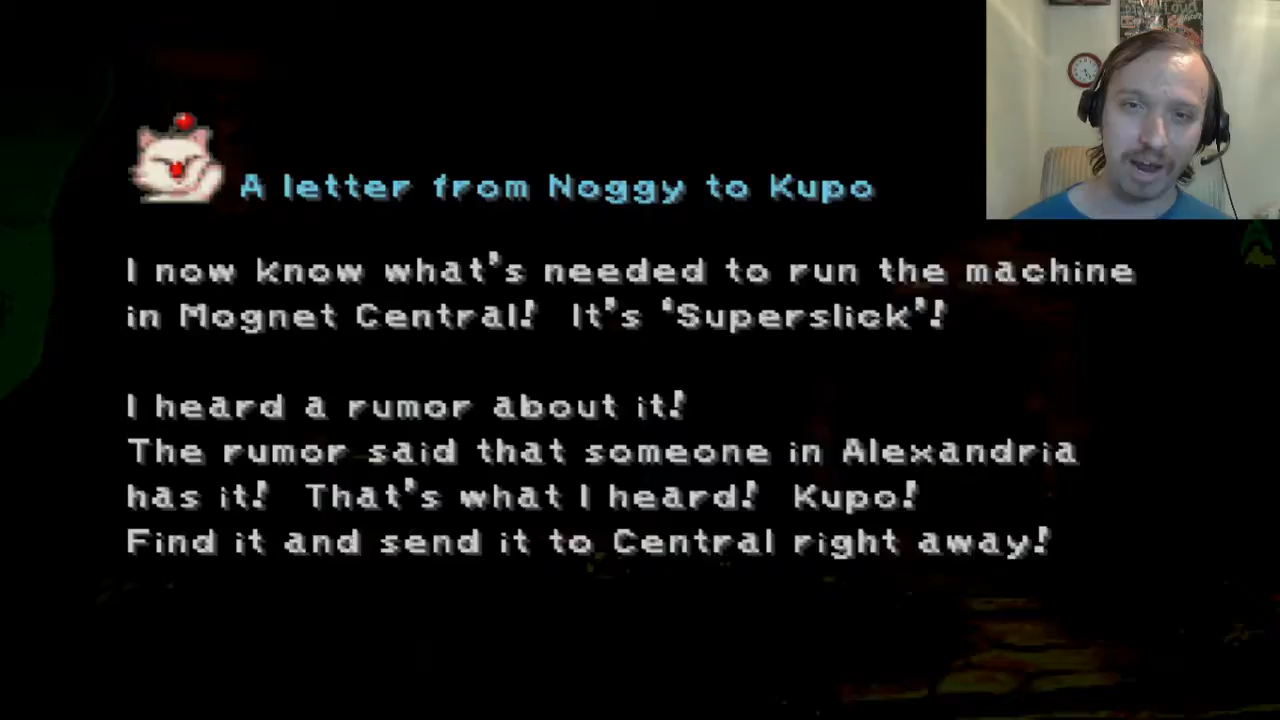 A letter from Noggy to Kupo
I now know what's needed to run the machine
in Mognet Central! It's ‘Superslick’!
I heard a rumor about it!
The rumor said that someone in Alexandria
has it! That's what I heard! Kupo!
Find it and send it to Central right away!